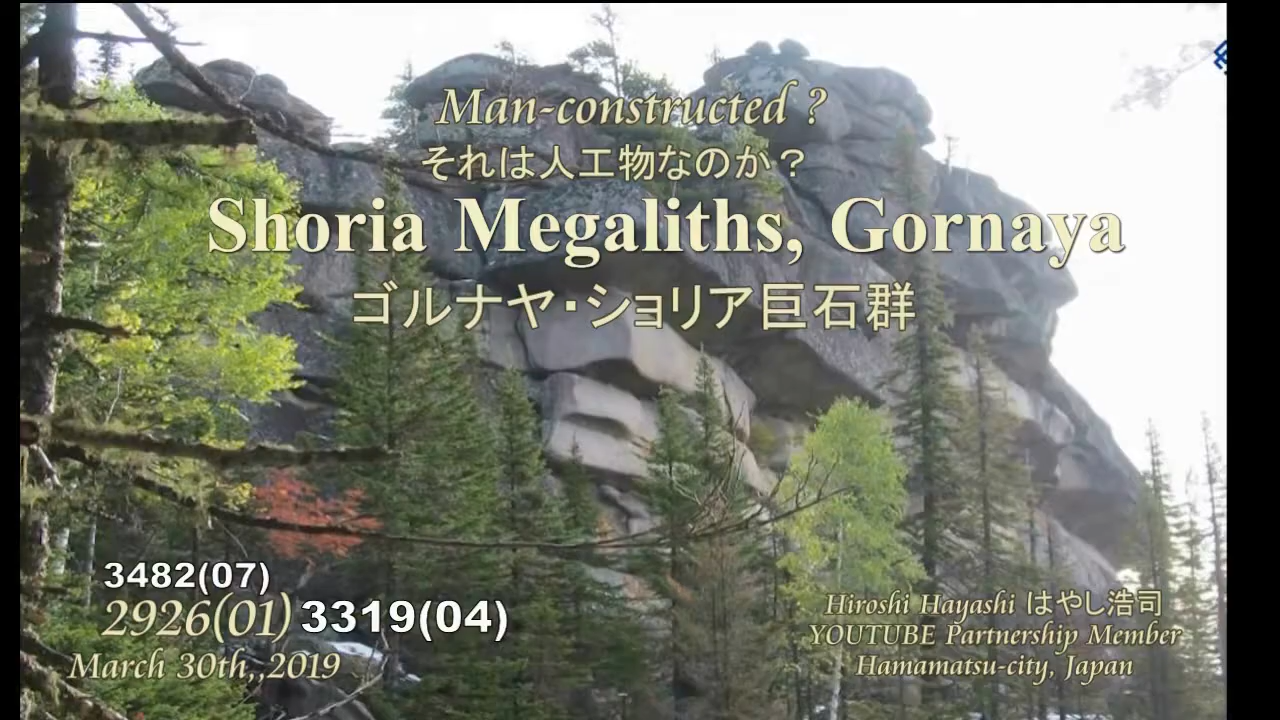 Man-constructed ?
それは人工物なのか？
Shoria Megaliths, Gornaya
ゴルナヤ・ショリア巨石群
3482(07)
2926(01) 3319(04)
March 30th,,2019
Hiroshi Hayashi はやし浩司
YOUTUBE Partnership Member
Hamamatsu-city, Japan